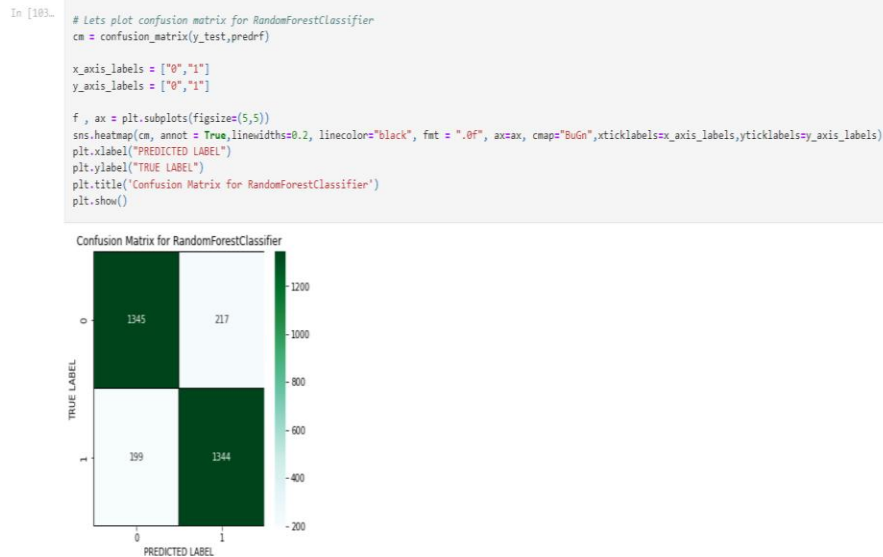 In [103...
# Lets plot confusion matrix for RandomForestClassifier
cm = confusion_matrix(y_test,predrf)
x_axis_labels = ["0","1"]
y_axis_labels = ["0","1"]
f , ax = plt.subplots(figsize=(5,5))
sns.heatmap(cm, annot = True,linewidths=0.2, linecolor="black", fmt = ".0f", ax=ax, cmap="BuGn",xticklabels=x_axis_labels,yticklabels=y_axis_labels)
plt.xlabel("PREDICTED LABEL")
plt.ylabel("TRUE LABEL")
plt.title('Confusion Matrix for RandomForestClassifier')
plt.show()
Confusion Matrix for RandomForestClassifier
1200
0 1345 217
1000
TRUE LABEL
800
600
1 199 1344
400
200
0 1
PREDICTED LABEL